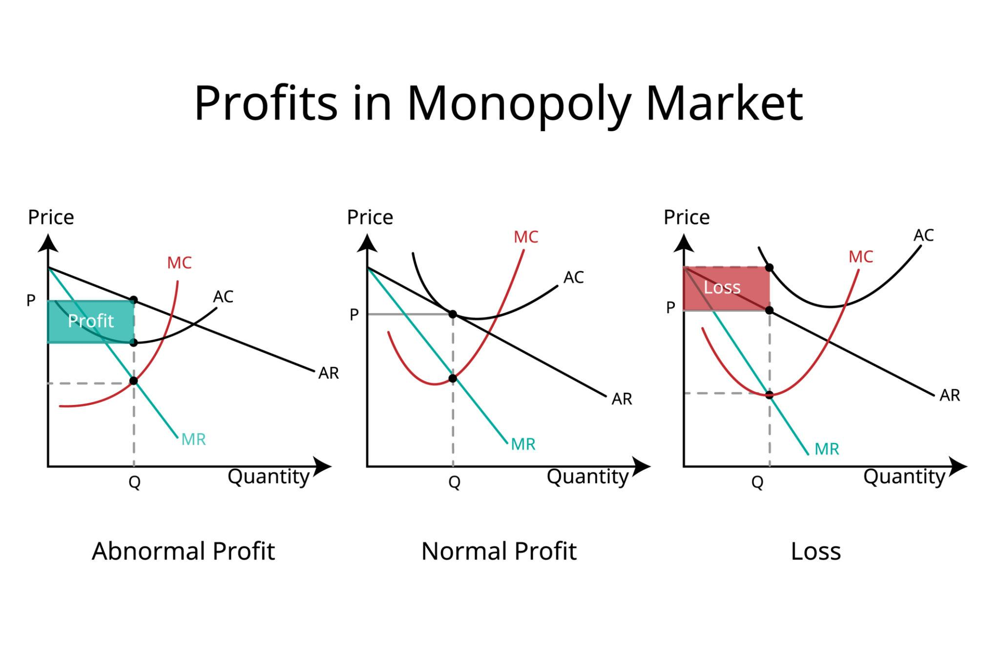 Profits in Monopoly Market
Price
MC
P
AC
Profit
AR
MR
Q
Quantity
Abnormal Profit
Price
MC
AC
P
AR
MR
Q
Quantity
Normal Profit
Price
AC
MC
Loss
P
AR
MR
Q
Quantity
Loss